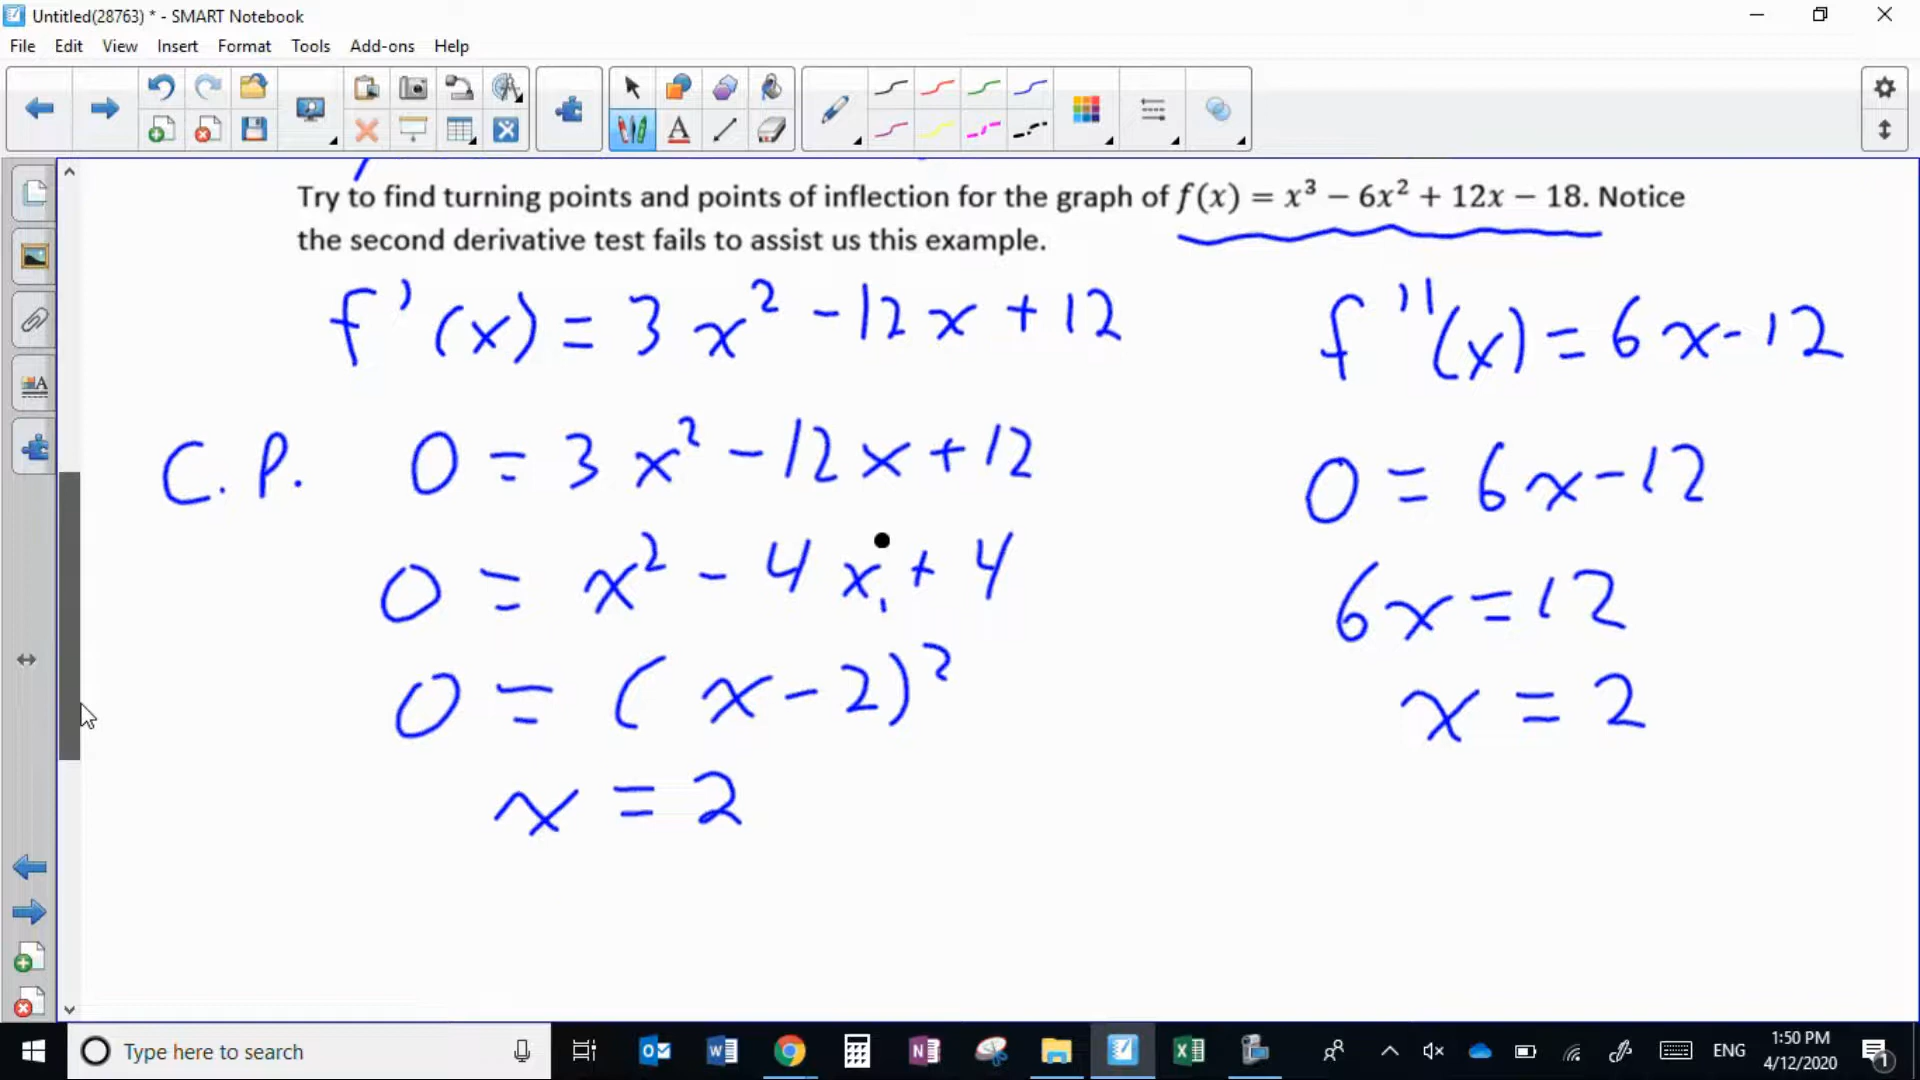 Untitled(28763) * - SMART Notebook
File Edit View Insert Format Tools Add-ons Help
Try to find turning points and points of inflection for the graph of f(x) = x³ − 6x² + 12x − 18. Notice
the second derivative test fails to assist us this example.
f'(x) = 3x² - 12x + 12
f''(x) = 6x - 12
C.P. 0 = 3x² - 12x + 12
0 = 6x - 12
0 = x² - 4x + 4
6x = 12
0 = (x - 2)²
x = 2
x = 2
Type here to search
ENG
1:50 PM
4/12/2020
1